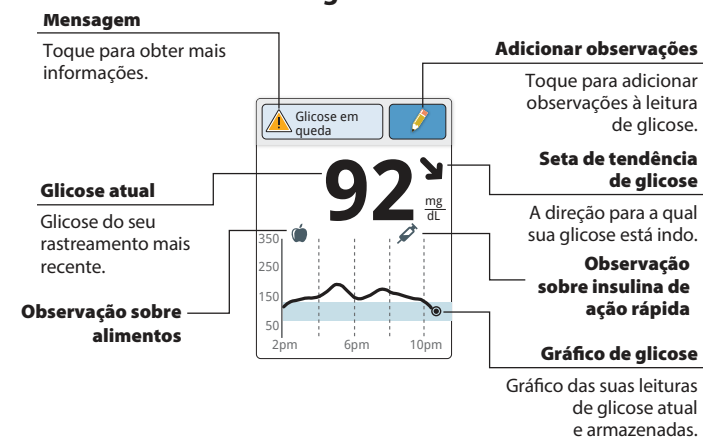 Mensagem
Toque para obter mais
informações.
Adicionar observações
Toque para adicionar
observações à leitura
de glicose.
Glicose em
queda
Seta de tendência
de glicose
A direção para a qual
sua glicose está indo.
Glicose atual
Glicose do seu
rastreamento mais
recente.
92
mg
dL
Observação
sobre insulina de
ação rápida
Observação sobre
alimentos
350
250
150
50
2pm 6pm 10pm
Gráfico de glicose
Gráfico das suas leituras
de glicose atual
e armazenadas.